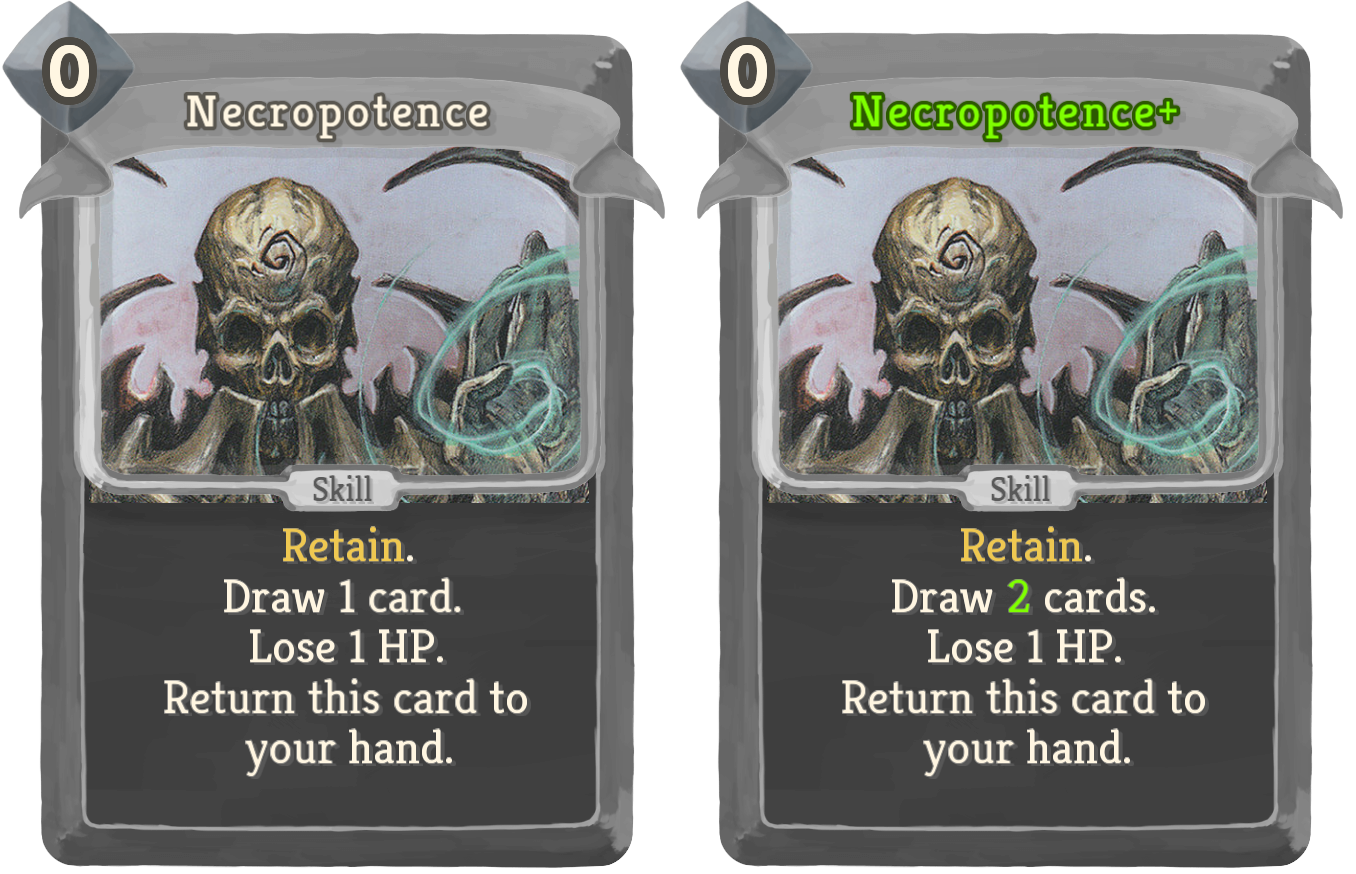 0
Necropotence
Skill
Retain.
Draw 1 card.
Lose 1 HP.
Return this card to
your hand.
0
Necropotence+
Skill
Retain.
Draw 2 cards.
Lose 1 HP.
Return this card to
your hand.